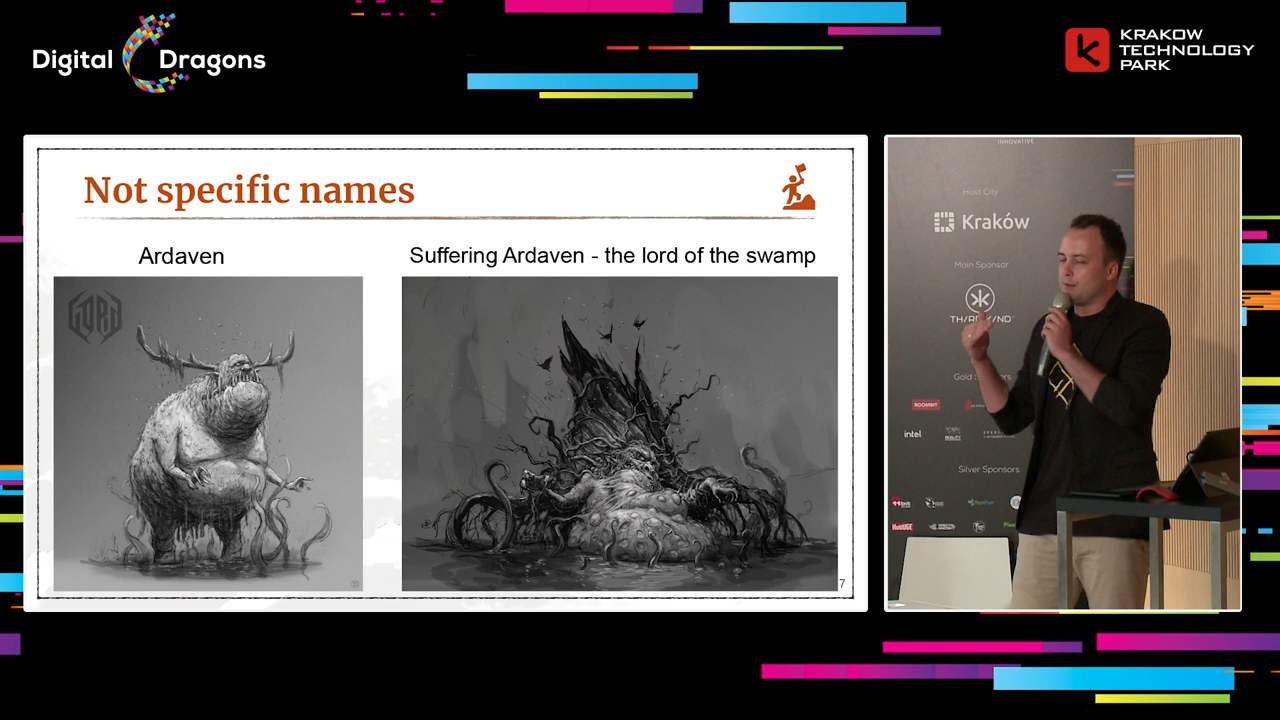 Digital Dragons
KRAKOW
TECHNOLOGY
PARK
Not specific names
Ardaven
Suffering Ardaven - the lord of the swamp
GORD
7
INNOVATIVE
Host City
Kraków
Main Sponsor
Gold
intel
Silver Sponsors